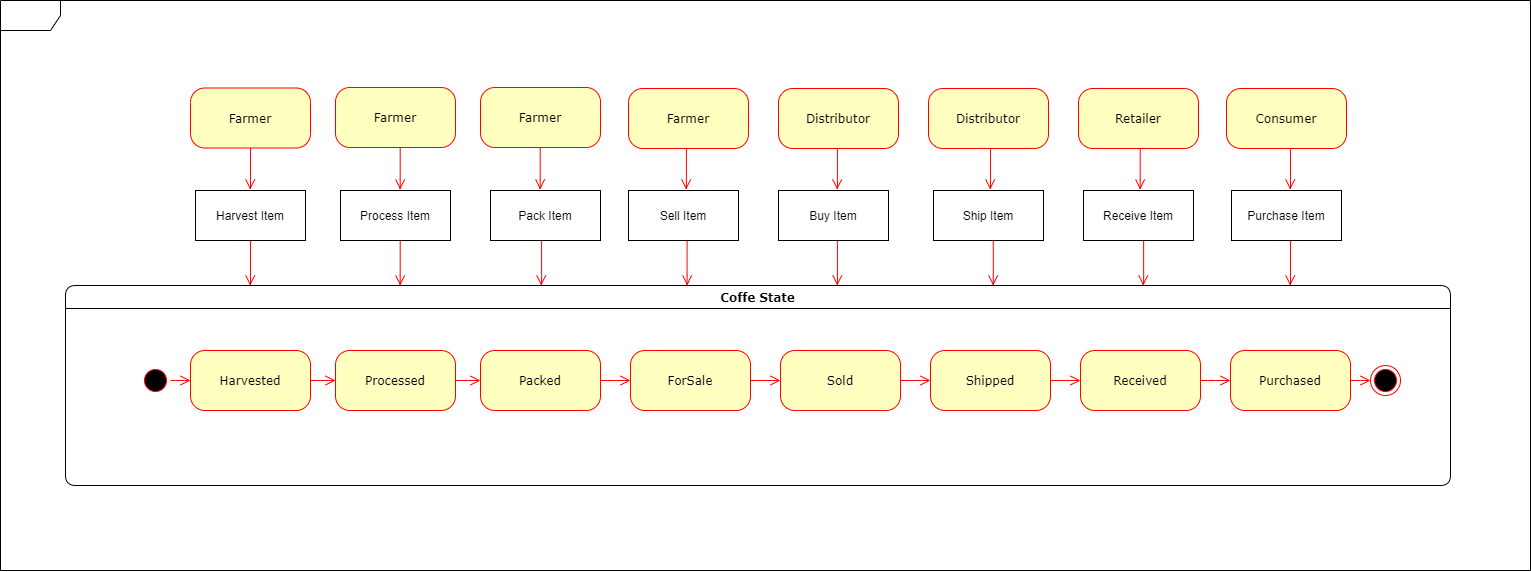 Farmer
Farmer
Farmer
Farmer
Distributor
Distributor
Retailer
Consumer
Harvest Item
Process Item
Pack Item
Sell Item
Buy Item
Ship Item
Receive Item
Purchase Item
Coffe State
Harvested
Processed
Packed
ForSale
Sold
Shipped
Received
Purchased